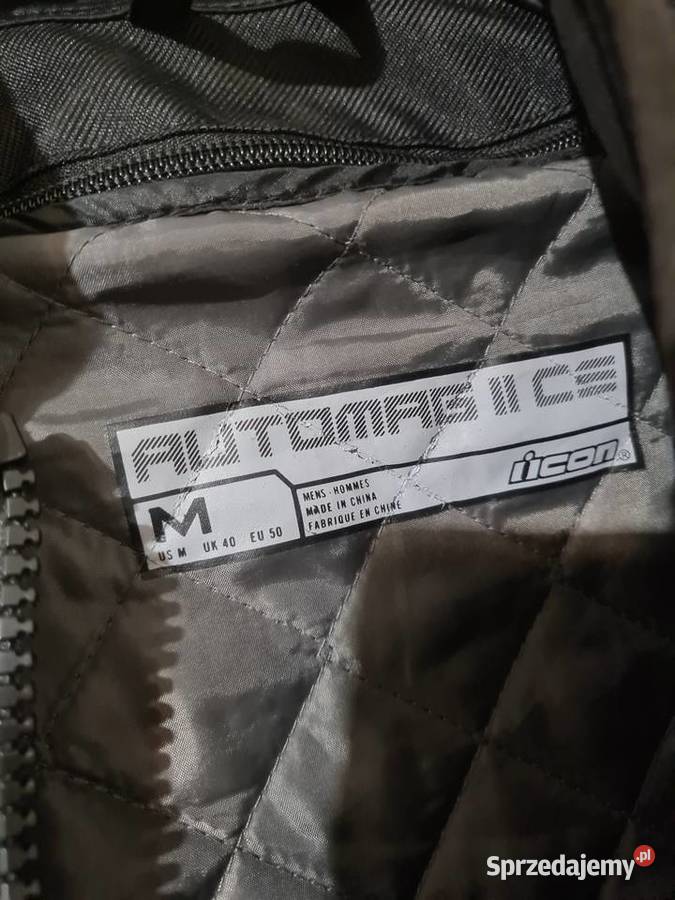 AUTOMAG II CE
icon®
M
MENS · HOMMES
MADE IN CHINA
FABRIQUE EN CHINE
US M UK 40 EU 50
Sprzedajemy.pl